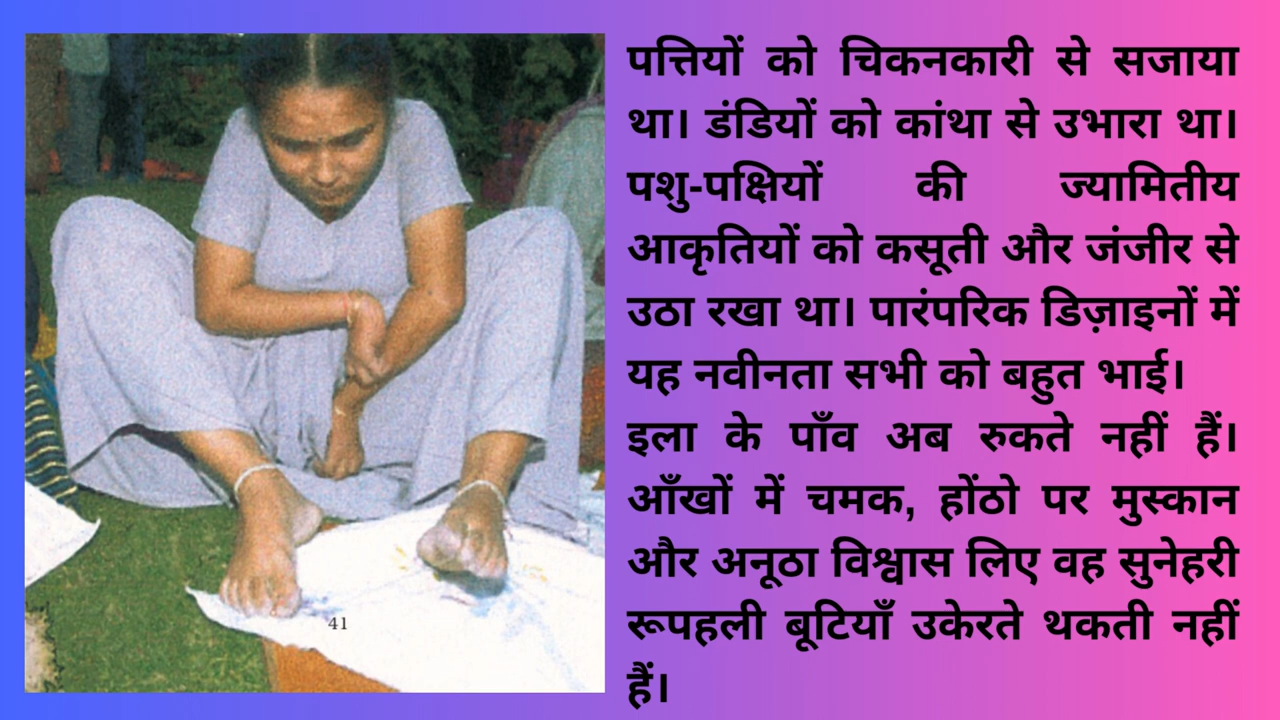 पत्तियों को चिकनकारी से सजाया
था। डंडियों को कांथा से उभारा था।
पशु-पक्षियों की ज्यामितीय
आकृतियों को कसूती और जंजीर से
उठा रखा था। पारंपरिक डिज़ाइनों में
यह नवीनता सभी को बहुत भाई।
इला के पाँव अब रुकते नहीं हैं।
आँखों में चमक, होंठो पर मुस्कान
और अनूठा विश्वास लिए वह सुनेहरी
रूपहली बूटियाँ उकेरते थकती नहीं
हैं।
41